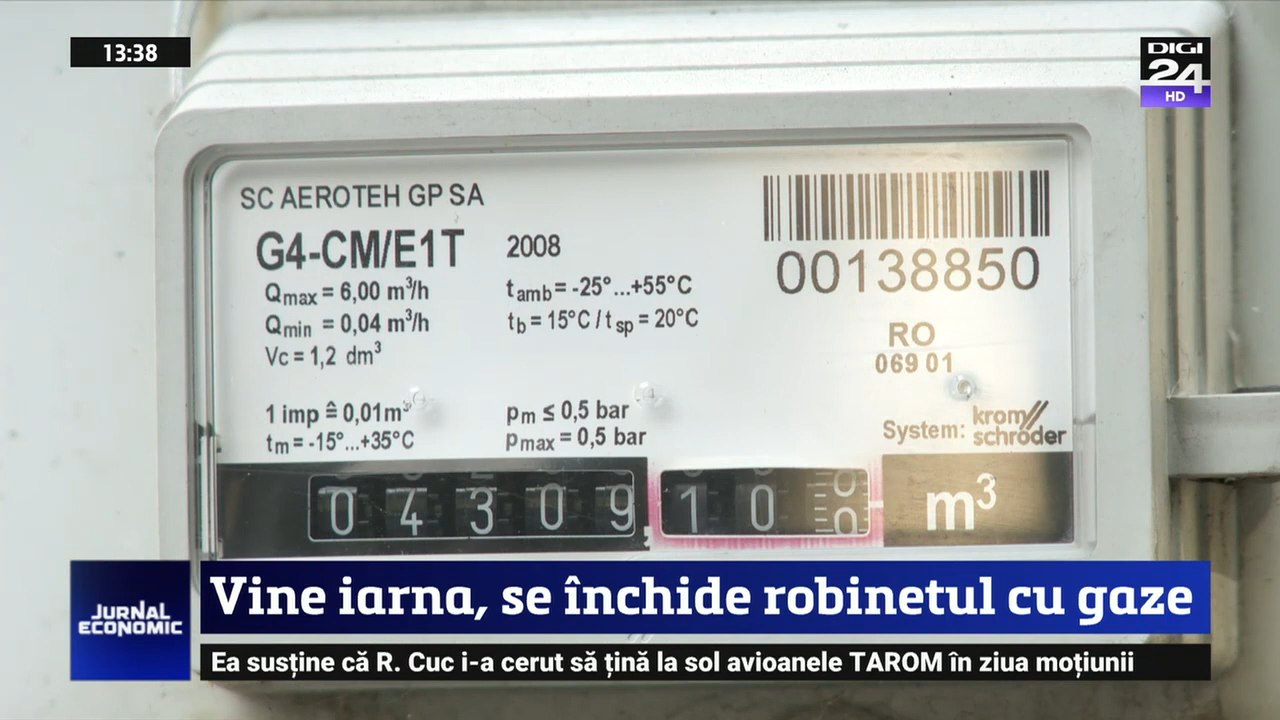 13:38
DIGI
24
HD
SC AEROTEH GP SA
G4-CM/E1T 2008
Qmax = 6,00 m³/h tamb = -25°...+55°C
Qmin = 0,04 m³/h tb = 15°C / tsp = 20°C
Vc = 1,2 dm³
00138850
RO
069 01
1 imp ≙ 0,01m³ pm ≤ 0,5 bar
tm = -15°...+35°C pmax = 0,5 bar
System: krom// schröder
0 4 3 0 9 1 0 m³
Vine iarna, se închide robinetul cu gaze
JURNAL
ECONOMIC
Ea susține că R. Cuc i-a cerut să țină la sol avioanele TAROM în ziua moțiunii